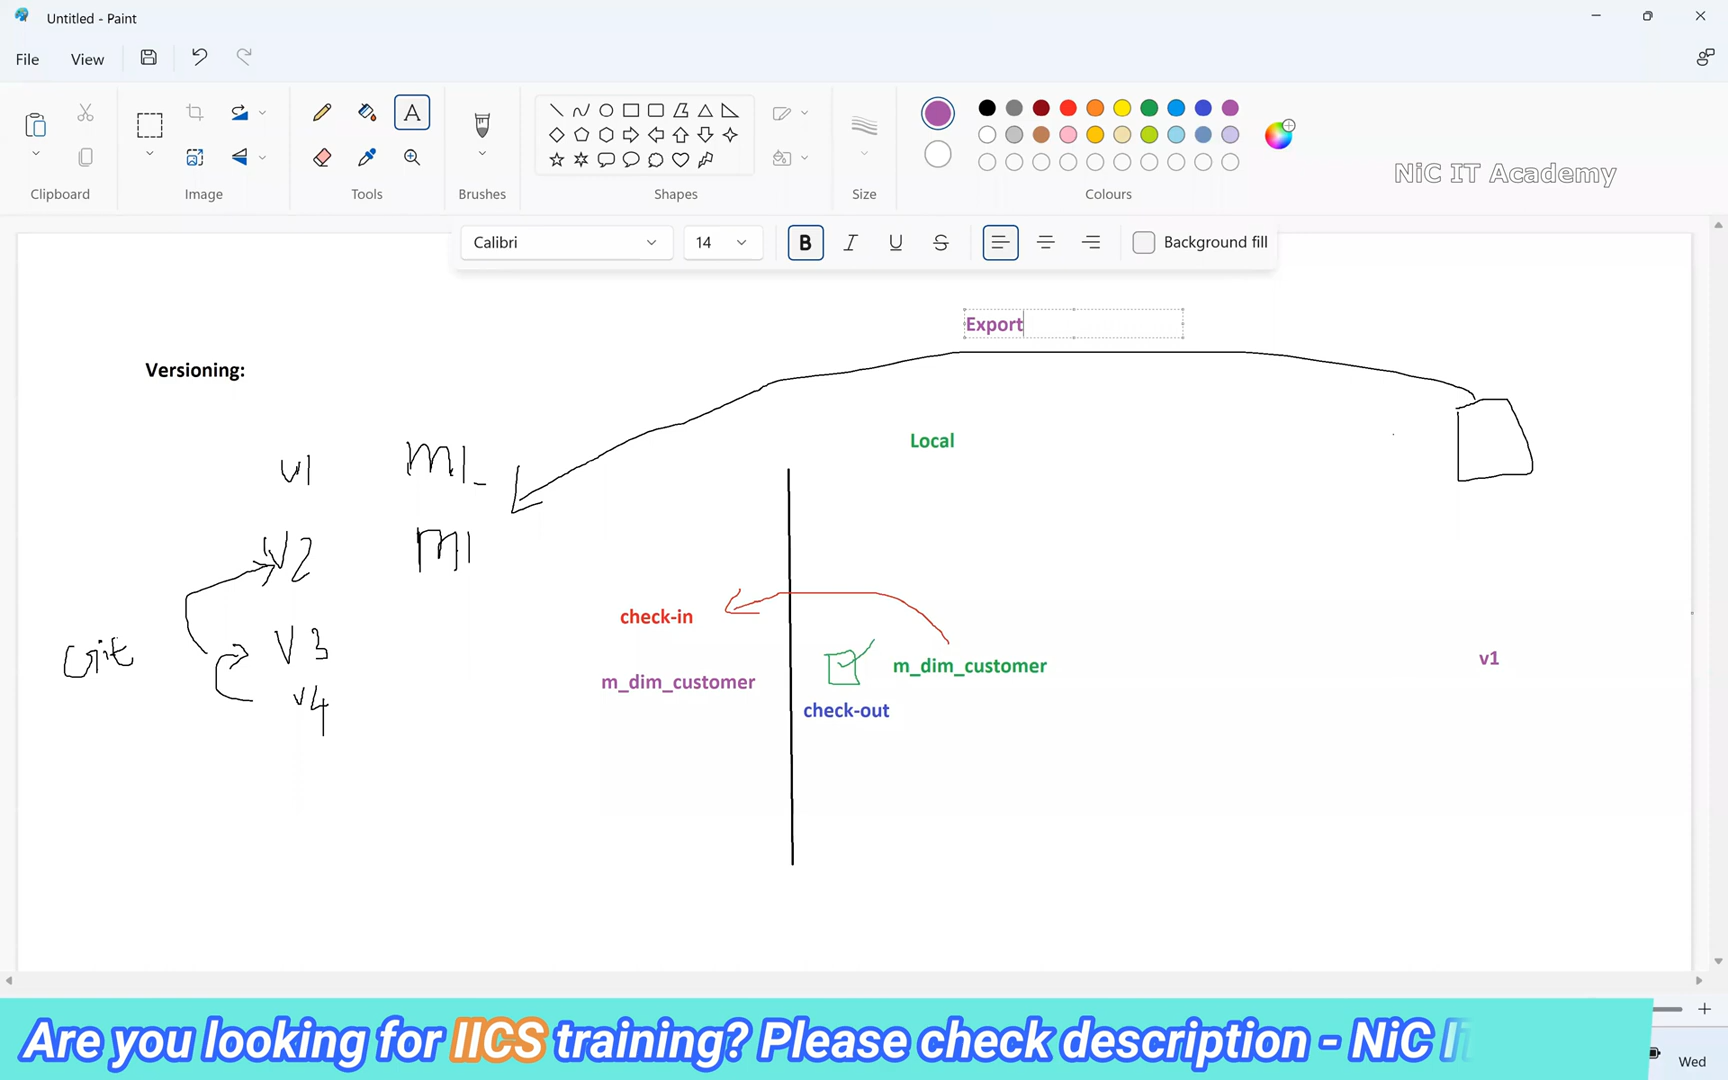 Untitled - Paint
File
View
Clipboard
Image
Tools
Brushes
Shapes
Size
Colours
NiC IT Academy
Calibri
14
B
I
U
S
Background fill
Export
Versioning:
v1 m1_
Local
V2 m1
check-in
Git V3
m_dim_customer
v1
m_dim_customer
v4
check-out
Are you looking for IICS training? Please check description - NiC I
Wed